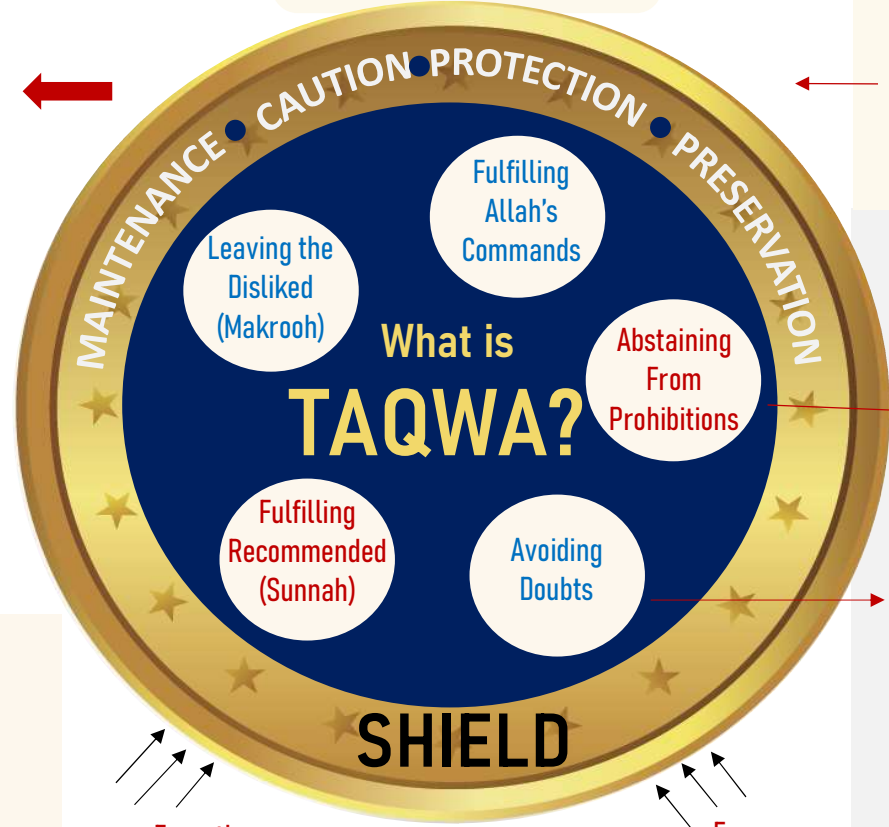 MAINTENANCE • CAUTION • PROTECTION • PRESERVATION
Fulfilling
Allah's
Commands
Leaving the
Disliked
(Makrooh)
What is
TAQWA?
Abstaining
From
Prohibitions
Fulfilling
Recommended
(Sunnah)
Avoiding
Doubts
SHIELD